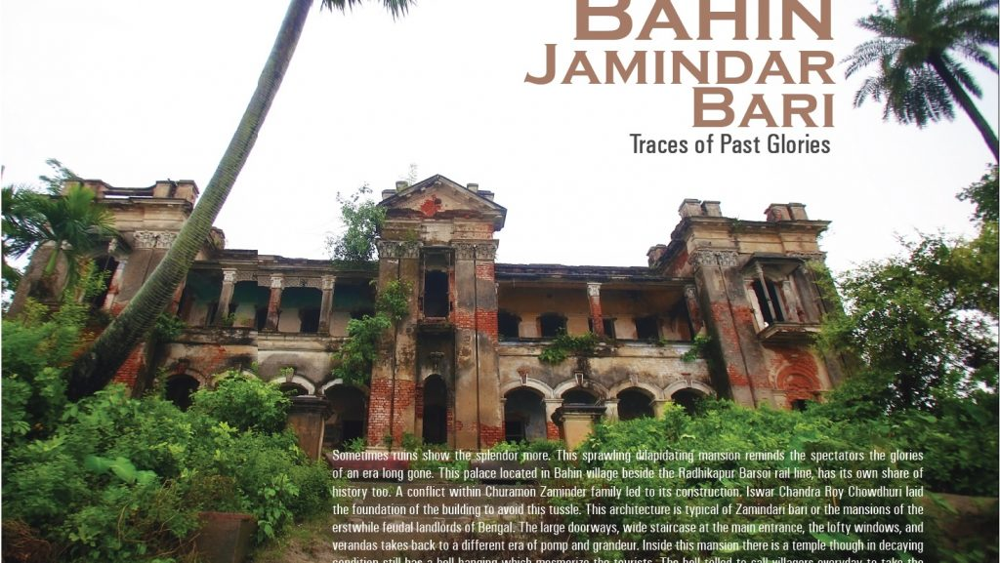 BAHIN
JAMINDAR
BARI
Traces of Past Glories
Sometimes ruins show the splendor more. This sprawling dilapidating mansion reminds the spectators the glories
of an era long gone. This palace located in Bahin village beside the Radhikapur Barsoi rail line, has its own share of
history too. A conflict within Churamon Zaminder family led to its construction. Iswar Chandra Roy Chowdhuri laid
the foundation of the building to avoid this tussle. This architecture is typical of Zamindari bari or the mansions of the
erstwhile feudal landlords of Bengal. The large doorways, wide staircase at the main entrance, the lofty windows, and
verandas takes back to a different era of pomp and grandeur. Inside this mansion there is a temple though in decaying
condition still has a bell hanging which mesmerize the tourists. The bell tolled to call villagers everyday to take the